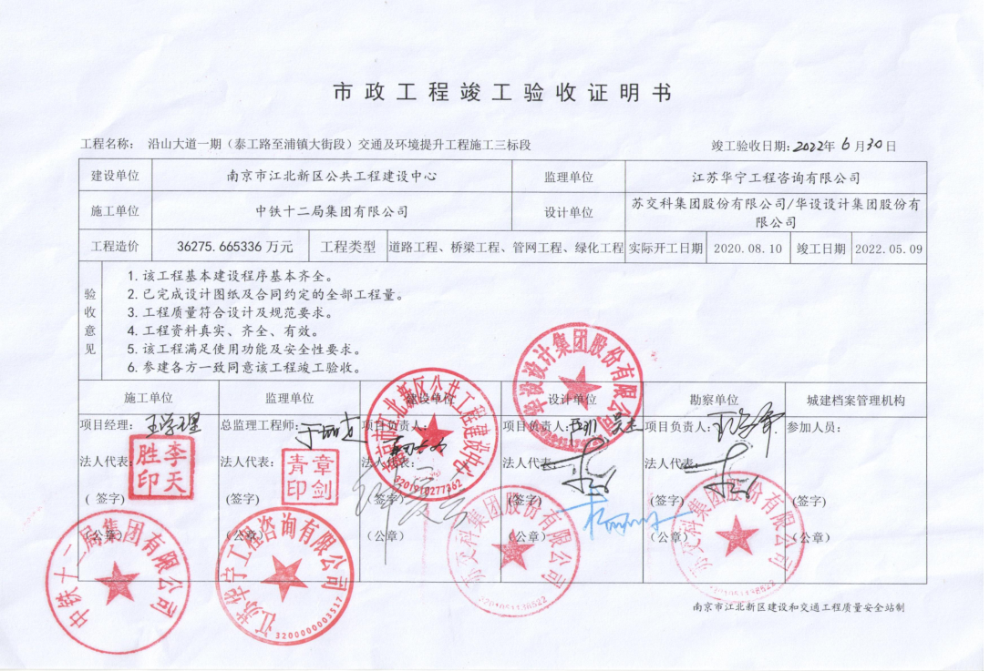 市政工程竣工验收证明书
工程名称： 沿山大道一期（泰工路至浦镇大街段）交通及环境提升工程施工三标段 竣工验收日期：2022年 6 月30日
建设单位 南京市江北新区公共工程建设中心 监理单位 江苏华宁工程咨询有限公司
施工单位 中铁十二局集团有限公司 设计单位 苏交科集团股份有限公司/华设设计集团股份有
限公司
工程造价 36275.665336 万元 工程类型 道路工程、桥梁工程、管网工程、绿化工程 实际开工日期 2020.08.10 竣工日期 2022.05.09
验收意见
1. 该工程基本建设程序基本齐全。
2. 已完成设计图纸及合同约定的全部工程量。
3. 工程质量符合设计及规范要求。
4. 工程资料真实、齐全、有效。
5. 该工程满足使用功能及安全性要求。
6. 参建各方一致同意该工程竣工验收。
施工单位 监理单位 建设单位 设计单位 勘察单位 城建档案管理机构
项目经理： 总监理工程师： 项目负责人： 项目负责人： 项目负责人： 参加人员：
法人代表： 法人代表： 法人代表： 法人代表： 法人代表：
（签字） （签字） （签字） （签字） （签字） （签字）
（公章） （公章） （公章） （公章） （公章） （公章）
李天胜印
章剑青印
中铁十二局集团有限公司
江苏华宁工程咨询有限公司
3200000003517
南京市江北新区公共工程建设中心
3201910277362
华设设计集团股份有限公司
苏交科集团股份有限公司
苏交科集团股份有限公司
南京市江北新区建设和交通工程质量安全站制